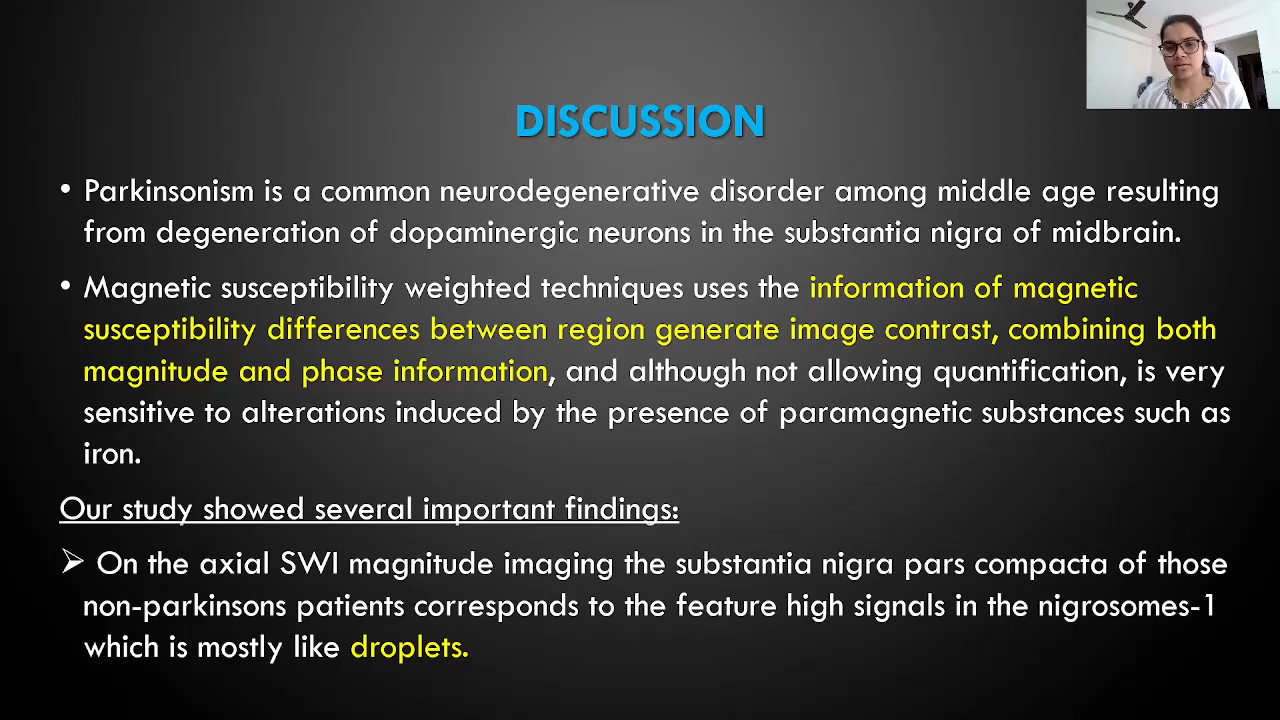 DISCUSSION
• Parkinsonism is a common neurodegenerative disorder among middle age resulting
from degeneration of dopaminergic neurons in the substantia nigra of midbrain.
• Magnetic susceptibility weighted techniques uses the information of magnetic
susceptibility differences between region generate image contrast, combining both
magnitude and phase information, and although not allowing quantification, is very
sensitive to alterations induced by the presence of paramagnetic substances such as
iron.
Our study showed several important findings:
➢ On the axial SWI magnitude imaging the substantia nigra pars compacta of those
non-parkinsons patients corresponds to the feature high signals in the nigrosomes-1
which is mostly like droplets.